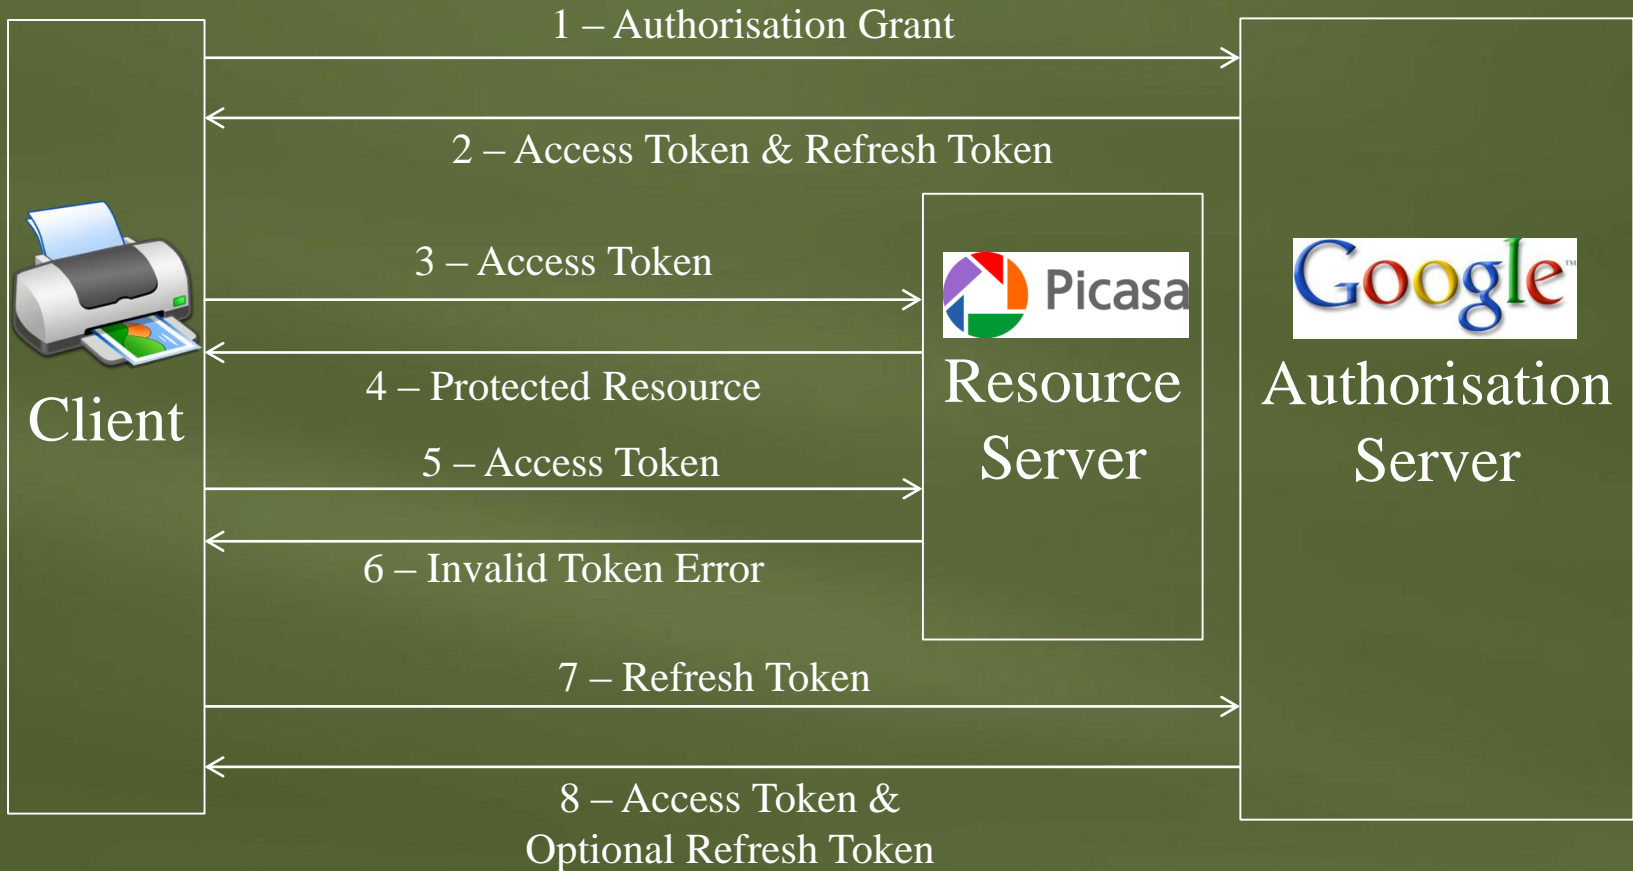 1 – Authorisation Grant
2 – Access Token & Refresh Token
3 – Access Token
4 – Protected Resource
5 – Access Token
6 – Invalid Token Error
7 – Refresh Token
8 – Access Token &
Optional Refresh Token
Client
Picasa
Resource
Server
Google™
Authorisation
Server